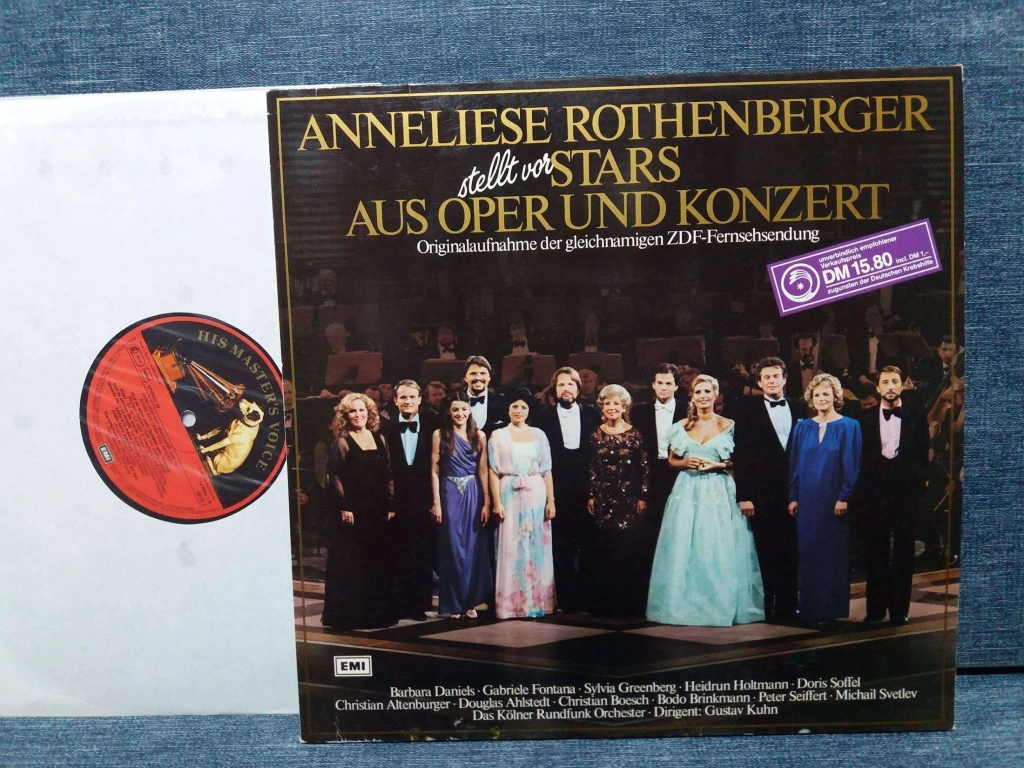 ANNELIESE ROTHENBERGER
stellt vor STARS
AUS OPER UND KONZERT
Originalaufnahme der gleichnamigen ZDF-Fernsehsendung
unverbindlich empfohlener
Verkaufspreis
DM 15.80 incl. DM 1,-
zugunsten der Deutschen Krebshilfe
HIS MASTER'S VOICE
EMI
EMI
Barbara Daniels · Gabriele Fontana · Sylvia Greenberg · Heidrun Holtmann · Doris Soffel
Christian Altenburger · Douglas Ahlstedt · Christian Boesch · Bodo Brinkmann · Peter Seiffert · Michail Svetlev
Das Kölner Rundfunk Orchester · Dirigent: Gustav Kuhn